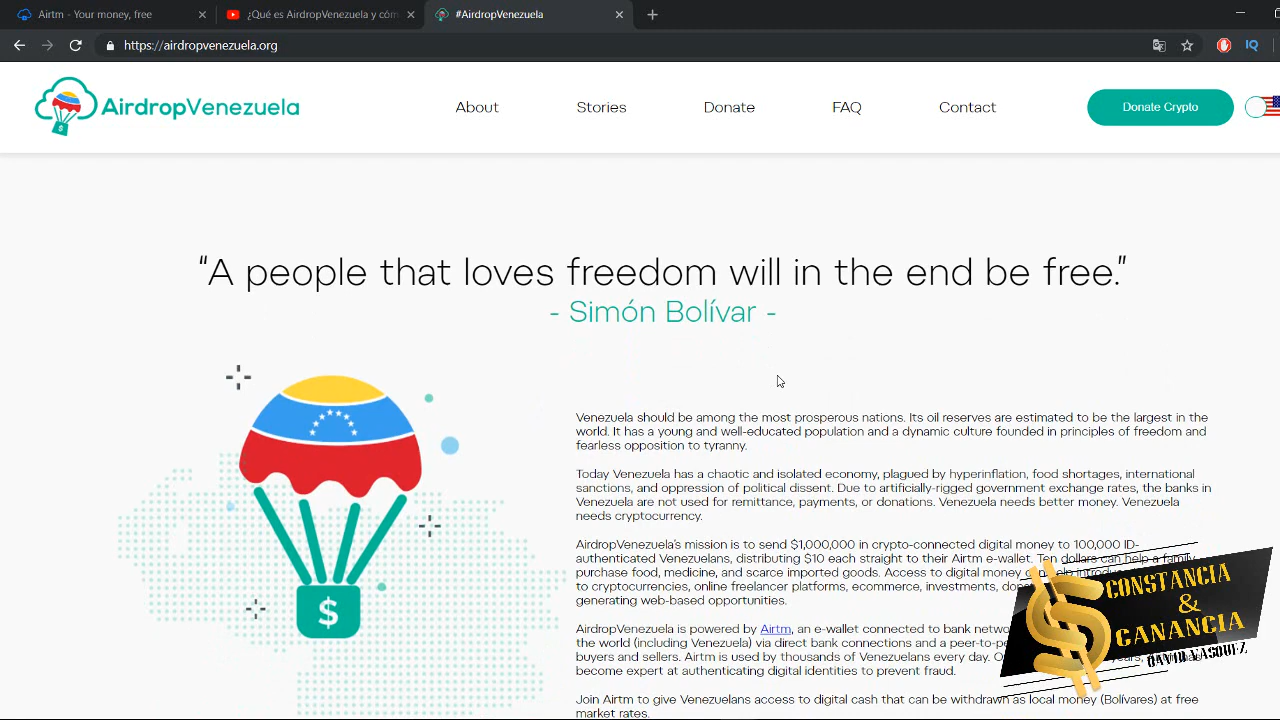 Airtm - Your money, free
¿Qué es AirdropVenezuela y cóm
#AirdropVenezuela
https://airdropvenezuela.org
IQ
AirdropVenezuela
About
Stories
Donate
FAQ
Contact
Donate Crypto
“A people that loves freedom will in the end be free.”
- Simón Bolívar -
$
Venezuela should be among the most prosperous nations. Its oil reserves are estimated to be the largest in the
world. It has a young and well-educated population and a dynamic culture founded in principles of freedom and
fearless opposition to tyranny.
Today Venezuela has a chaotic and isolated economy, plagued by hyperinflation, food shortages, international
sanctions, and oppression of political dissent. Due to artificially-rigged government exchange rates, the banks in
Venezuela are not useful for remittance, payments or donations. Venezuela needs better money. Venezuela
needs cryptocurrency.
AirdropVenezuela's mission is to send $1,000,000 in crypto-connected digital money to 100,000 ID-
authenticated Venezuelans, distributing $10 each straight to their Airtm e-wallet. Ten dollars can help a family
purchase food, medicine, and scarce imported goods. Access to digital money
to cryptocurrencies, online freelancer platforms, ecommerce, investments,
generating web-based opportunities.
AirdropVenezuela is powered by Airtm, an e-wallet connected to bank
the world (including Venezuela) via direct bank connections and a
buyers and sellers. Airtm is used by thousands of Venezuelans every day.
become expert at authenticating digital identities to prevent fraud.
Join Airtm to give Venezuelans access to digital cash that can be withdrawn as local money (Bolívares) at free
market rates.
CONSTANCIA
&
GANANCIA
DAVID VASQUEZ